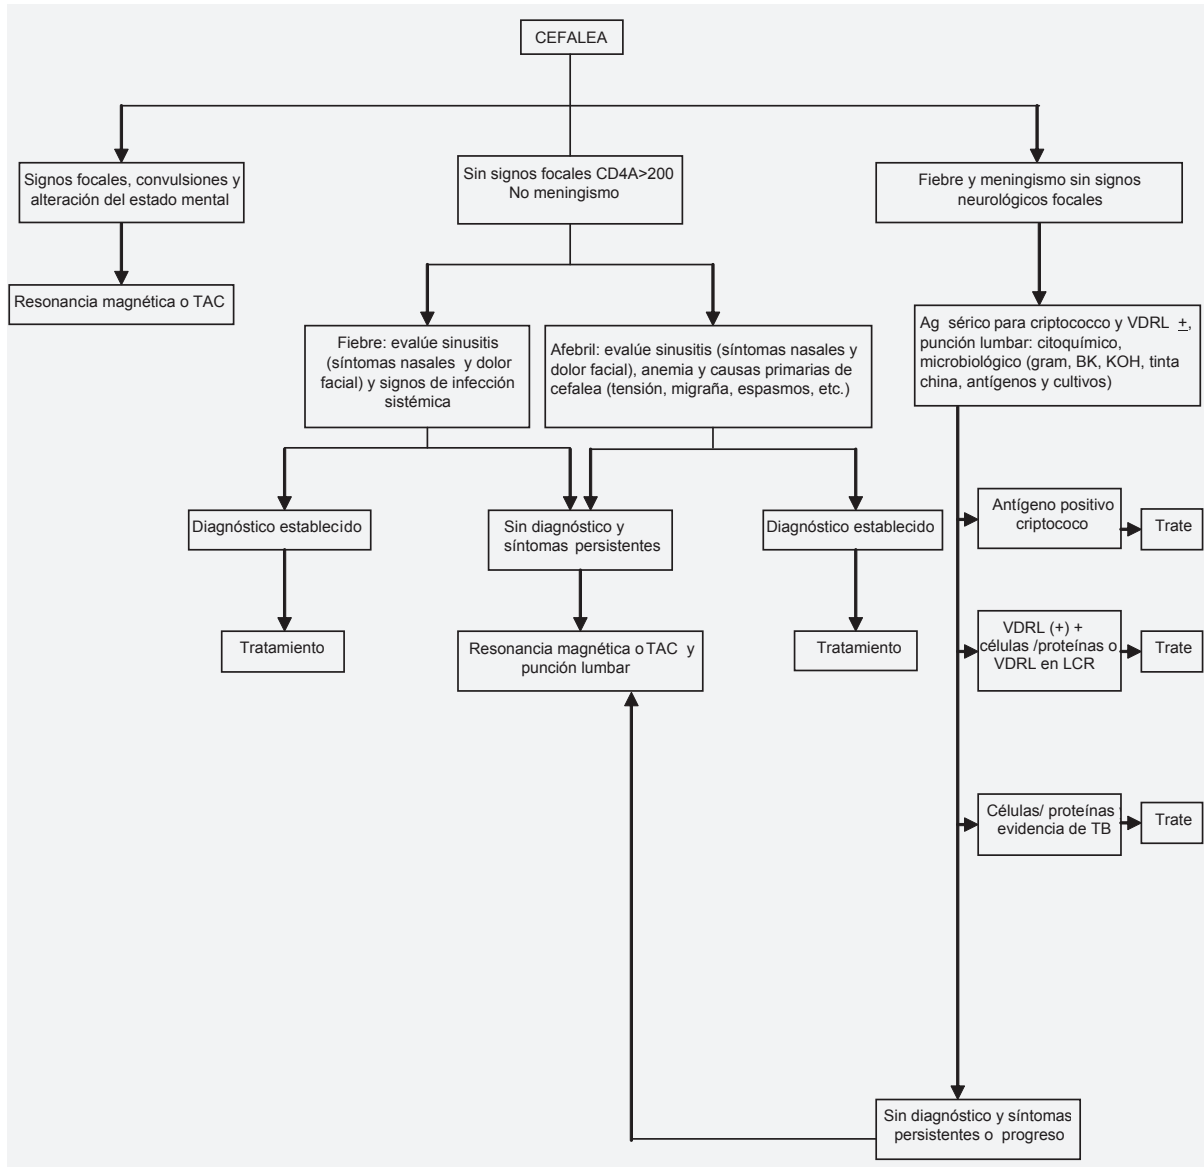 CEFALEA
Signos focales, convulsiones y
alteración del estado mental
Sin signos focales CD4A>200
No meningismo
Fiebre y meningismo sin signos
neurológicos focales
Resonancia magnética o TAC
Fiebre: evalúe sinusitis
(síntomas nasales y dolor
facial) y signos de infección
sistémica
Afebril: evalúe sinusitis (síntomas nasales y
dolor facial), anemia y causas primarias de
cefalea (tensión, migraña, espasmos, etc.)
Ag sérico para criptococco y VDRL ±,
punción lumbar: citoquímico,
microbiológico (gram, BK, KOH, tinta
china, antígenos y cultivos)
Diagnóstico establecido
Sin diagnóstico y
síntomas persistentes
Diagnóstico establecido
Antígeno positivo
criptococo
Trate
Tratamiento
Resonancia magnética o TAC y
punción lumbar
Tratamiento
VDRL (+) +
células /proteínas o
VDRL en LCR
Trate
Células/ proteínas y
evidencia de TB
Trate
Sin diagnóstico y síntomas
persistentes o progreso